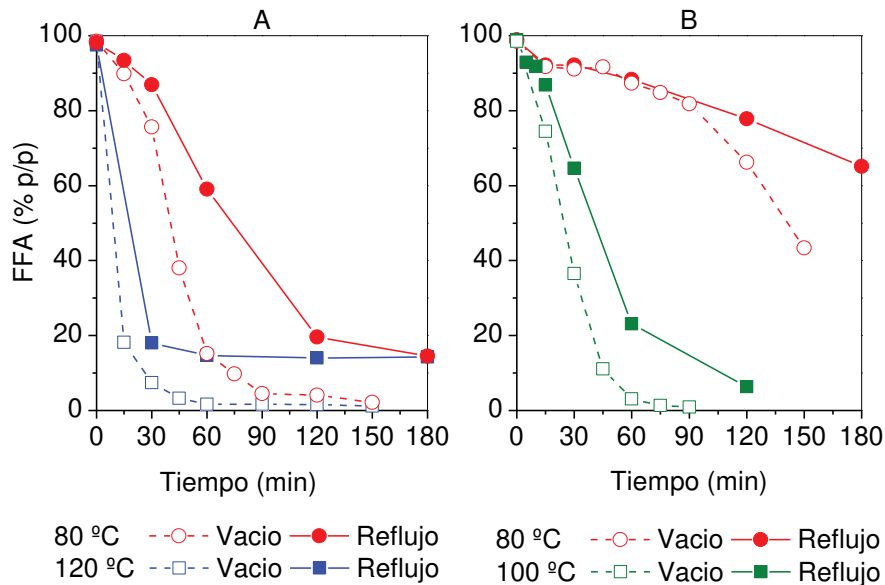 A
B
FFA (% p/p)
100
80
60
40
20
0
0 30 60 90 120 150 180
Tiempo (min)
100
80
60
40
20
0
0 30 60 90 120 150 180
Tiempo (min)
80 ºC Vacio Reflujo
120 ºC Vacio Reflujo
80 ºC Vacio Reflujo
100 ºC Vacio Reflujo